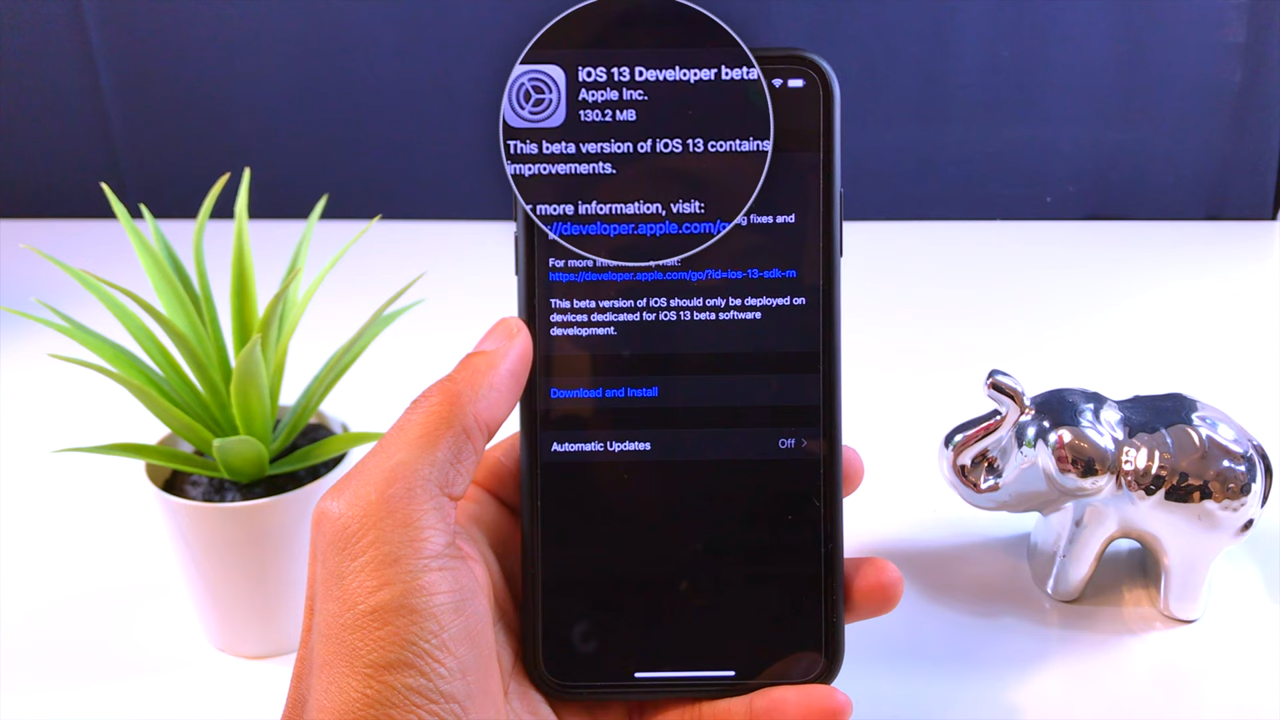 iOS 13 Developer beta
Apple Inc.
130.2 MB
This beta version of iOS 13 contains
improvements.
more information, visit:
://developer.apple.com/g
fixes and
For more visit:
https://developer.apple.com/go/?id=ios-13-sdk-rn
This beta version of iOS should only be deployed on
devices dedicated for iOS 13 beta software
development.
Download and Install
Automatic Updates Off